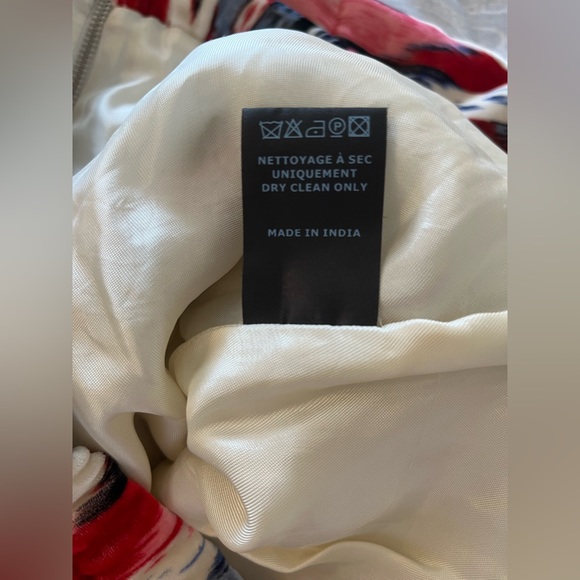 P
NETTOYAGE À SEC
UNIQUEMENT
DRY CLEAN ONLY
MADE IN INDIA